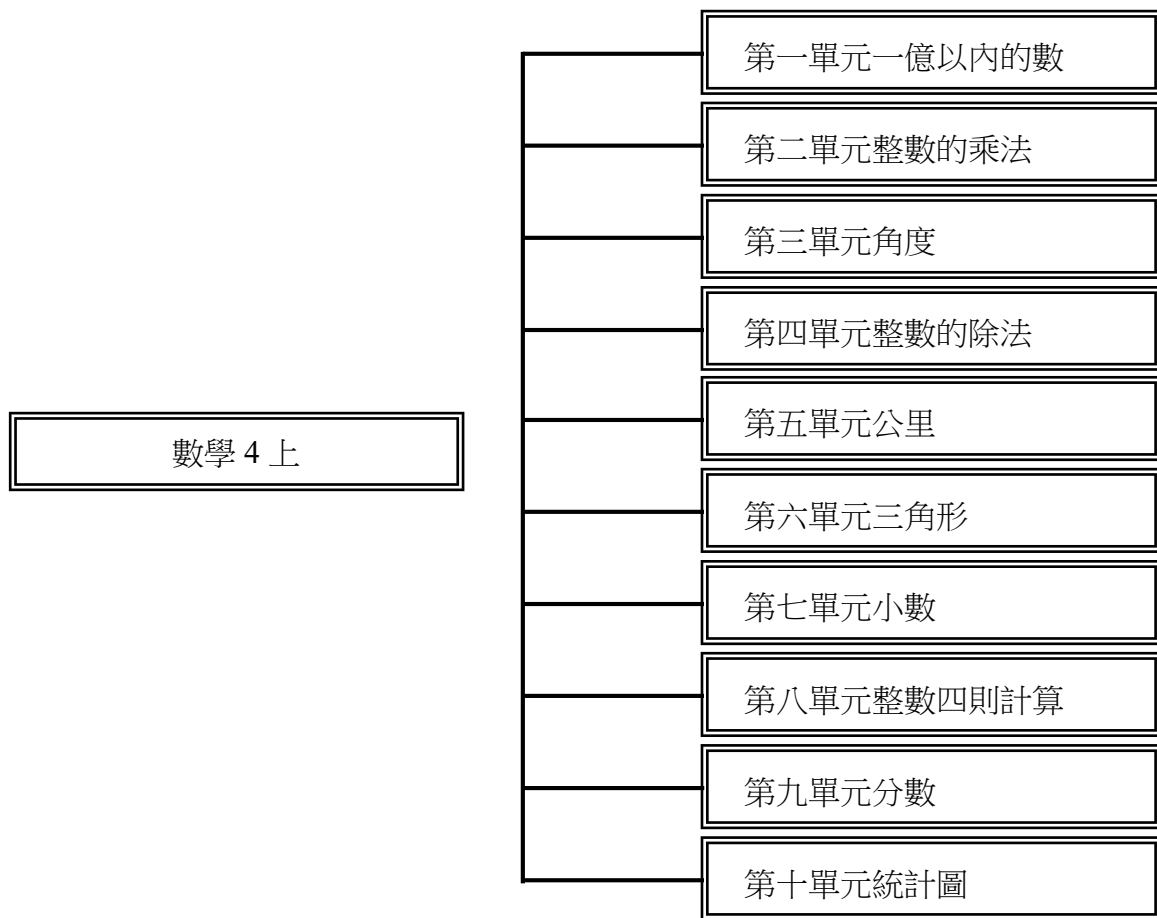 數學 4 上
第一單元一億以內的數
第二單元整數的乘法
第三單元角度
第四單元整數的除法
第五單元公里
第六單元三角形
第七單元小數
第八單元整數四則計算
第九單元分數
第十單元統計圖